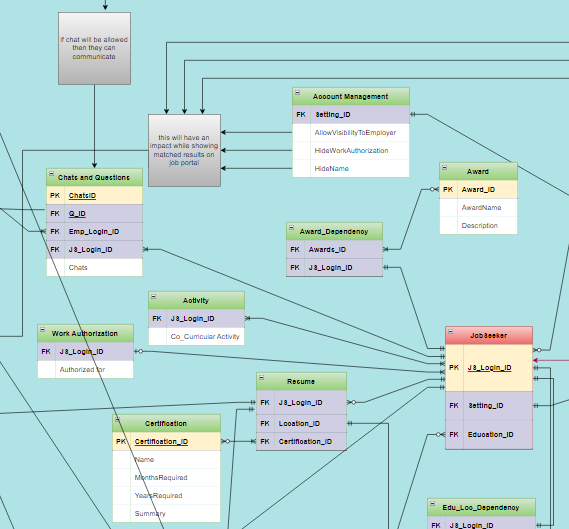 if chat will be allowed
then they can
communicate
this will have an
impact while showing
matched results on
job portal
Account Management
FK Setting_ID
AllowVisibilityToEmployer
HideWorkAuthorization
HideName
Chats and Questions
PK ChatsID
FK Q_ID
FK Emp_Login_ID
FK JS_Login_ID
Chats
Award
PK Award_ID
AwardName
Description
Award_Dependency
FK Awards_ID
FK JS_Login_ID
Activity
FK JS_Login_ID
Co_Curricular Activity
Work Authorization
FK JS_Login_ID
Authorized for
JobSeeker
PK JS_Login_ID
FK Setting_ID
FK Education_ID
Resume
FK JS_Login_ID
FK Location_ID
FK Certification_ID
Certification
PK Certification_ID
Name
MonthsRequired
YearsRequired
Summary
Edu_Loc_Dependency
FK JS_Login_ID